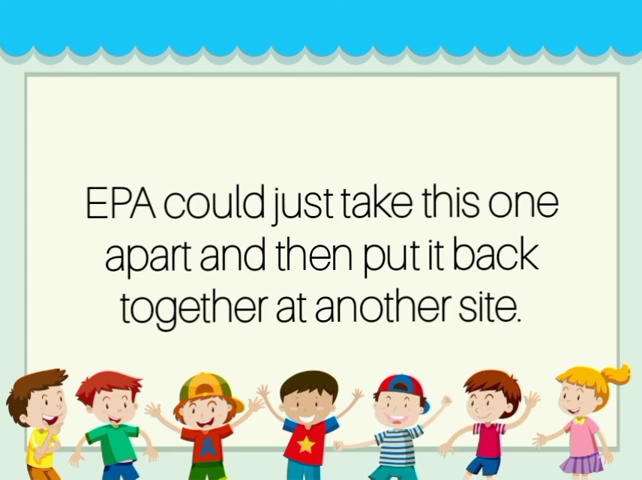 EPA could just take this one
apart and then put it back
together at another site.